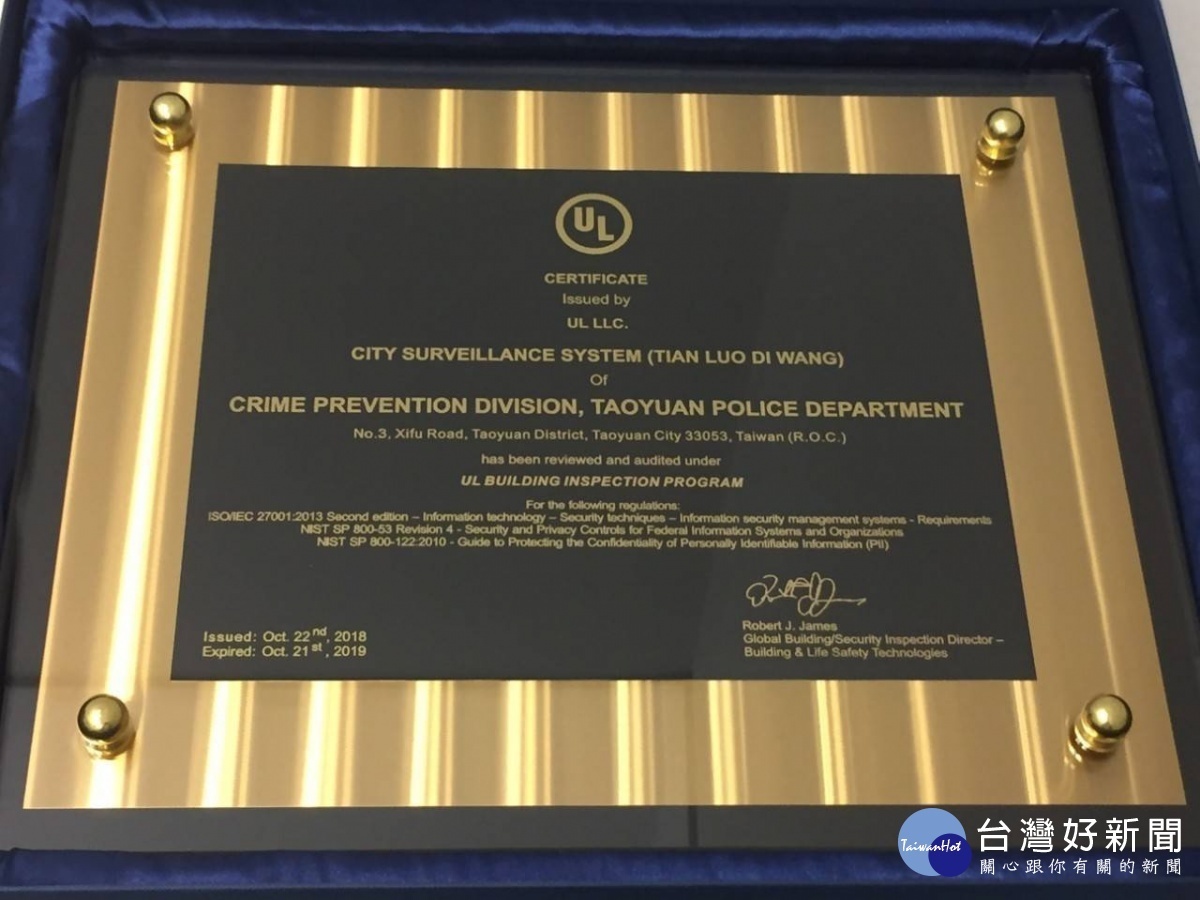 UL
CERTIFICATE
Issued by
UL LLC.
CITY SURVEILLANCE SYSTEM (TIAN LUO DI WANG)
Of
CRIME PREVENTION DIVISION, TAOYUAN POLICE DEPARTMENT
No.3, Xifu Road, Taoyuan District, Taoyuan City 33053, Taiwan (R.O.C.)
has been reviewed and audited under
UL BUILDING INSPECTION PROGRAM
For the following regulations:
ISO/IEC 27001:2013 Second edition – Information technology – Security techniques – Information security management systems - Requirements
NIST SP 800-53 Revision 4 - Security and Privacy Controls for Federal Information Systems and Organizations
NIST SP 800-122:2010 - Guide to Protecting the Confidentiality of Personally Identifiable Information (PII)
Issued: Oct. 22nd, 2018
Expired: Oct. 21st, 2019
Robert J. James
Global Building/Security Inspection Director –
Building & Life Safety Technologies
TaiwanHot
台灣好新聞
關心跟你有關的新聞